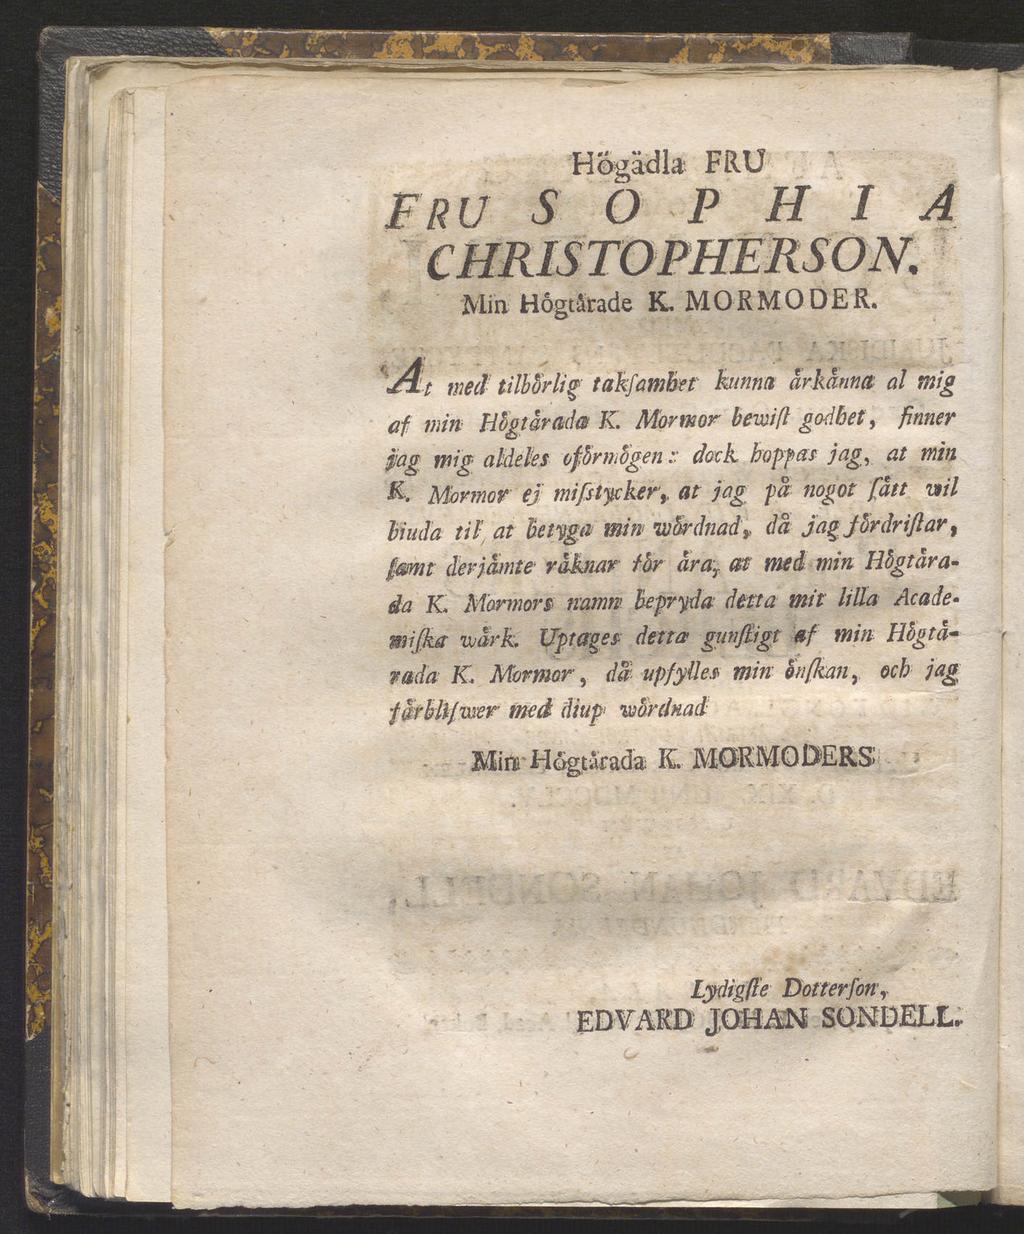 Högädla FRU
FRU SOPHIA
CHRISTOPHERSON.
Min Högtårade K. MORMODER.
At med tilbörlig takſamhet kunna årkånna al mig
af min Högtårada K. Mormor bewiſt godhet, finner
jag mig aldeles oförmögen: dock hoppas jag, at min
K. Mormor ej miſstycker, at jag på nogot ſått wil
biuda til at betyga min wördnad, då jag fördriſtar,
ſamt derjåmte råknar för åra, at med min Högtåra-
da K. Mormors namn bepryda detta mit lilla Acade-
miſka wårk. Uptages detta gunſtigt af min Högtå-
rada K. Mormor, då upfylles min önſkan, och jag
fårbliſwer med diup wördnad
Min Högtårada K. MORMODERS
Lydigſte Dotterſon,
EDVARD JOHAN SONDELL.